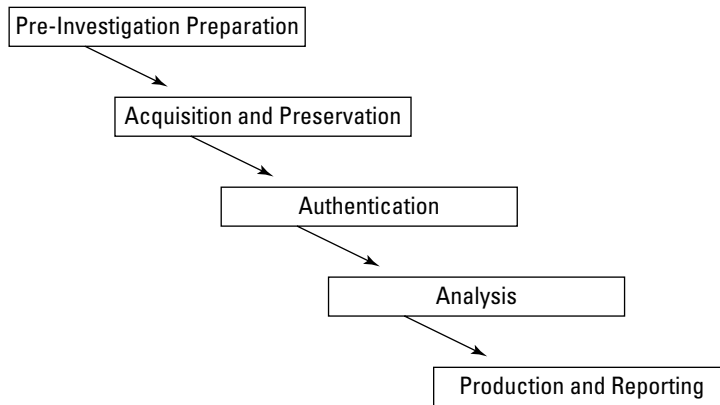 Pre-Investigation Preparation
Acquisition and Preservation
Authentication
Analysis
Production and Reporting